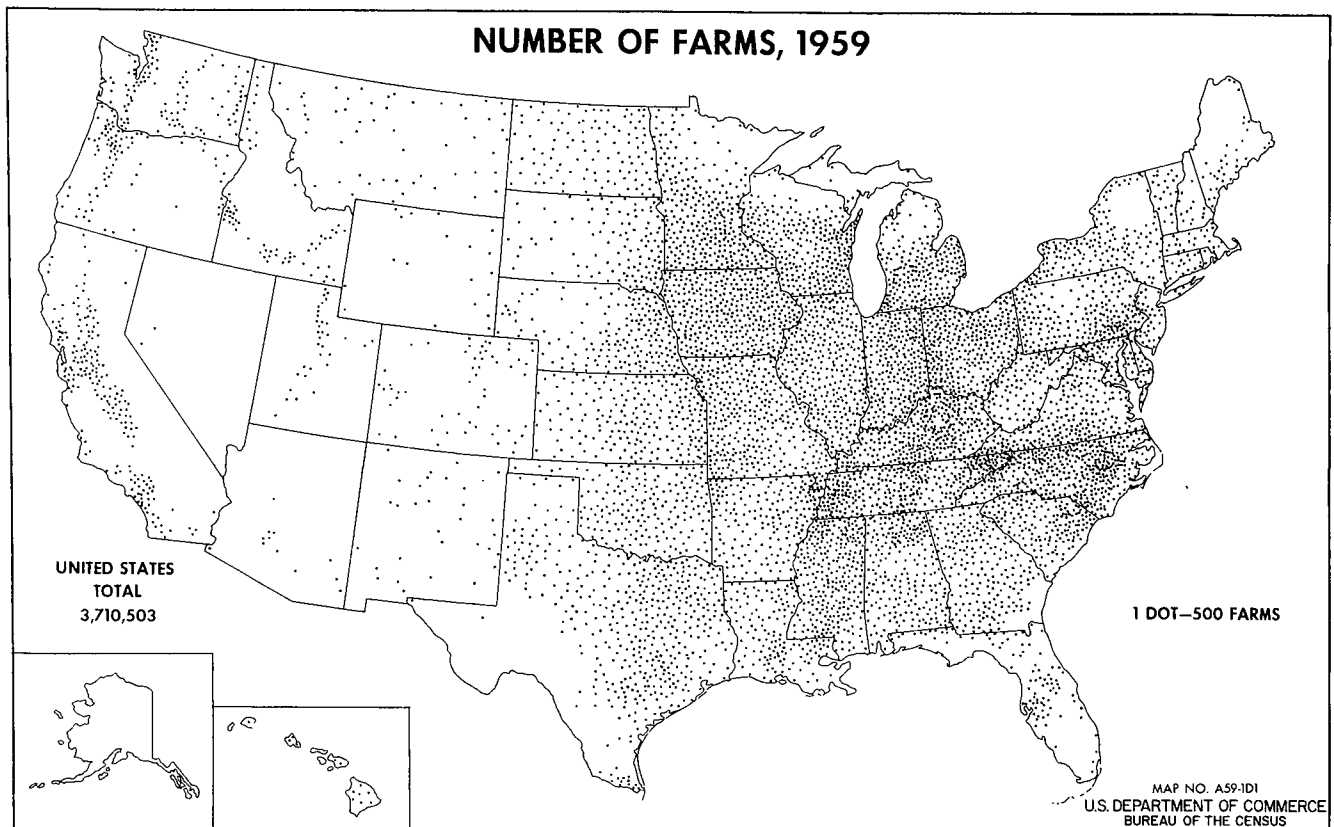 NUMBER OF FARMS, 1959
UNITED STATES
TOTAL
3,710,503
1 DOT—500 FARMS
MAP NO. A59-1D1
U.S. DEPARTMENT OF COMMERCE
BUREAU OF THE CENSUS